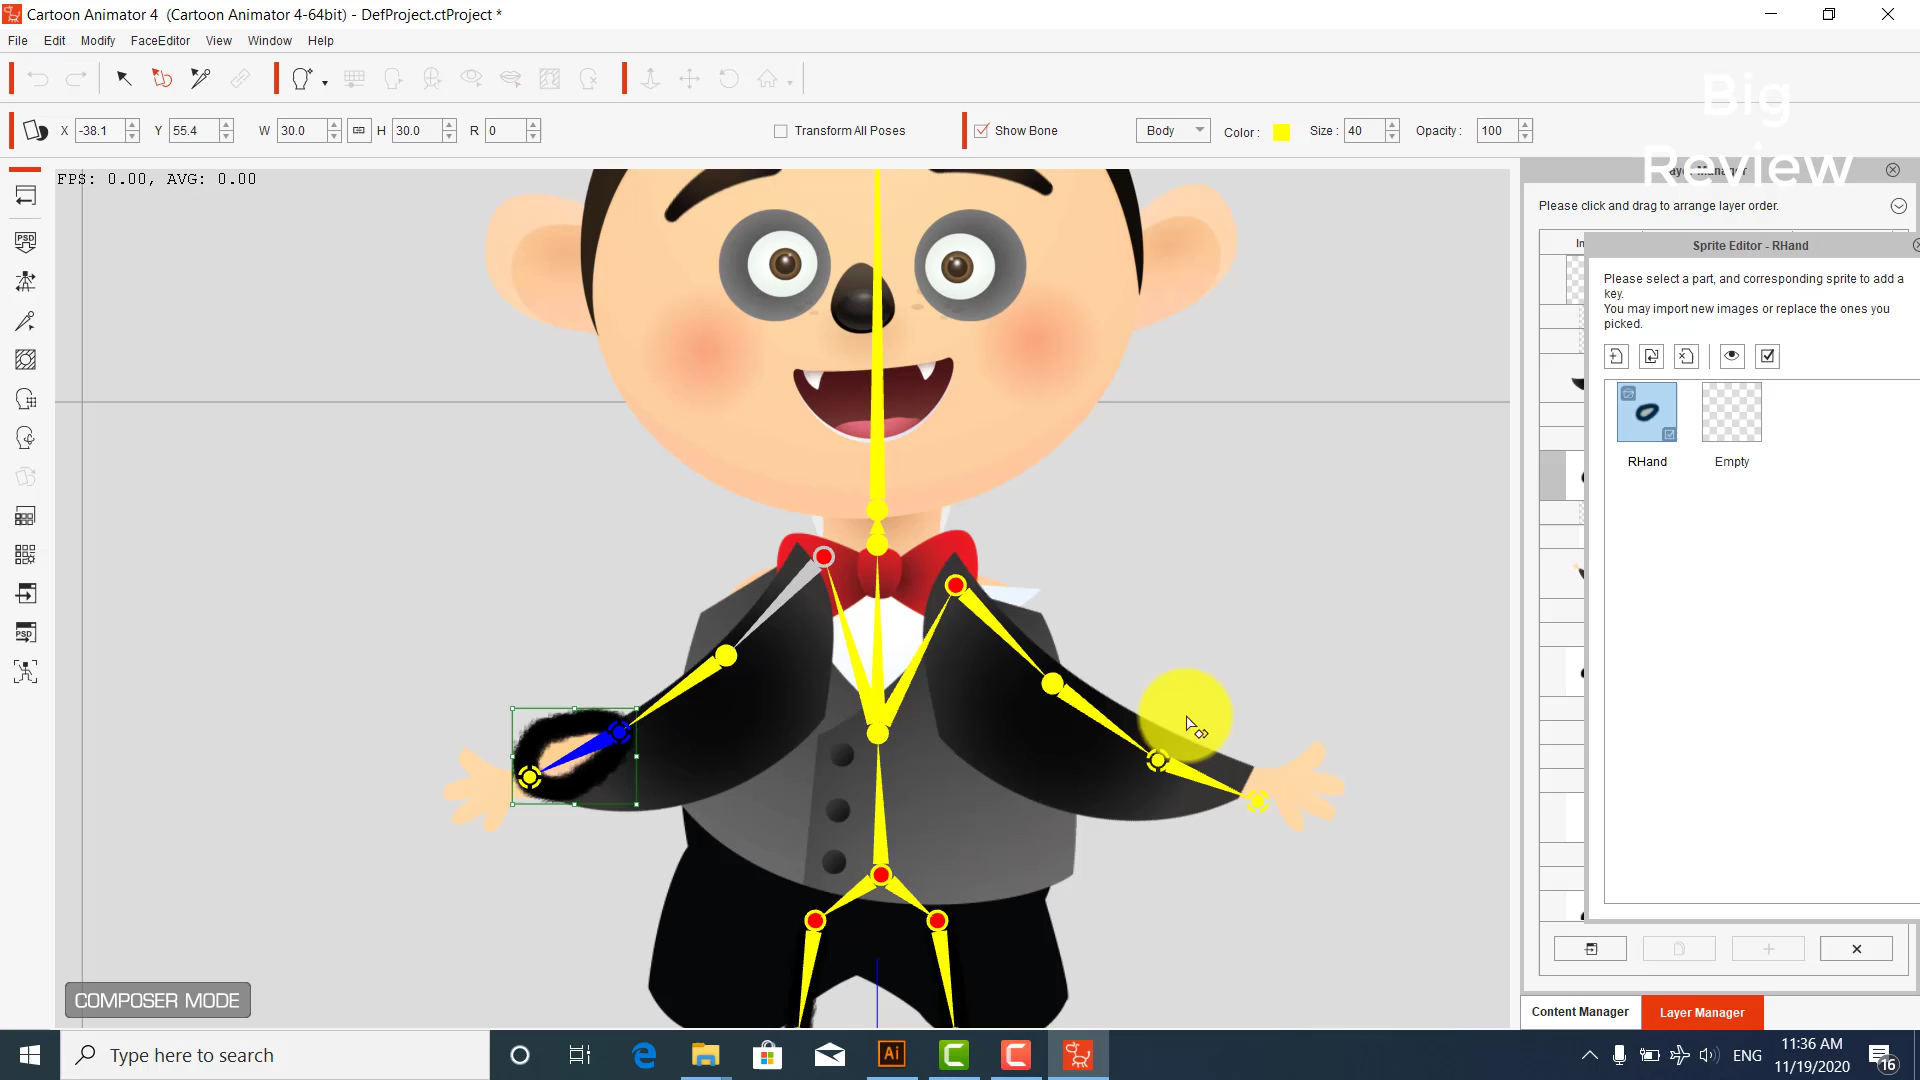 Cartoon Animator 4  (Cartoon Animator 4-64bit) - DefProject.ctProject *
File Edit Modify FaceEditor View Window Help
X -38.1 Y 55.4 W 30.0 H 30.0 R 0 Transform All Poses Show Bone Body Color : Size : 40 Opacity : 100
Big
Review
FPS: 0.00, AVG: 0.00
Please click and drag to arrange layer order.
Sprite Editor - RHand
Please select a part, and corresponding sprite to add a
key.
You may import new images or replace the ones you
picked.
RHand Empty
PSD
PSD
COMPOSER MODE
Content Manager Layer Manager
Type here to search
Ai
ENG
11:36 AM
11/19/2020
16